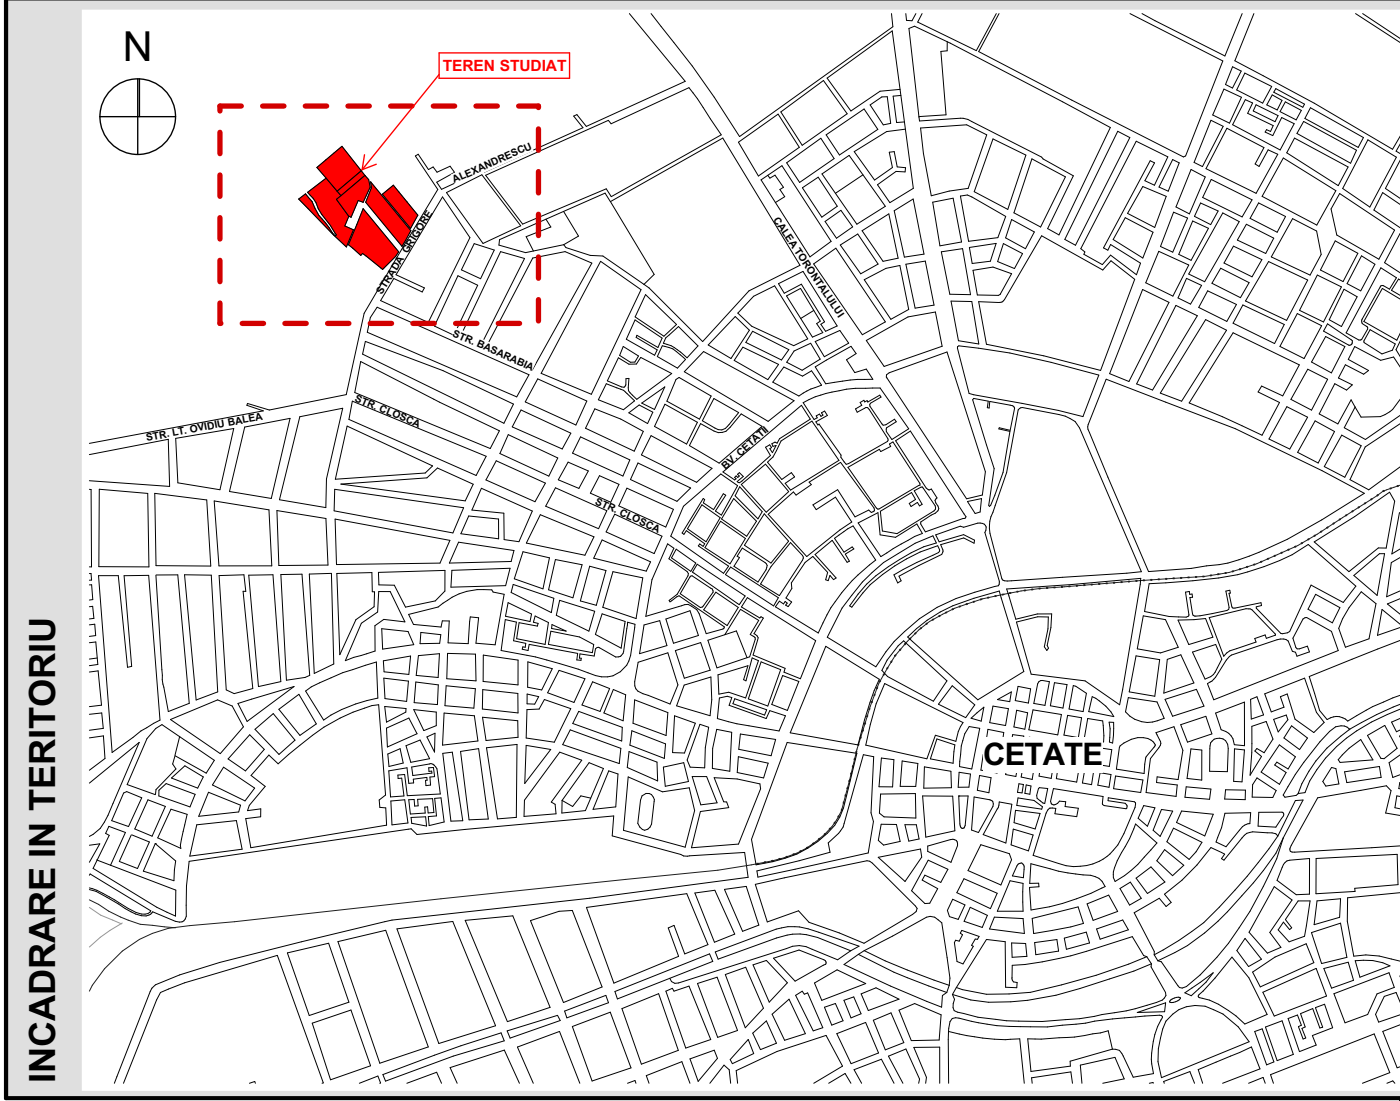 N
TEREN STUDIAT
ALEXANDRESCU
STRADA GRIGORE
CALEA TORONTALULUI
STR. BASARABIA
STR. CLOSCA
STR. LT. OVIDIU BALEA
BV. CETATII
STR. CLOSCA
CETATE
INCADRARE IN TERITORIU